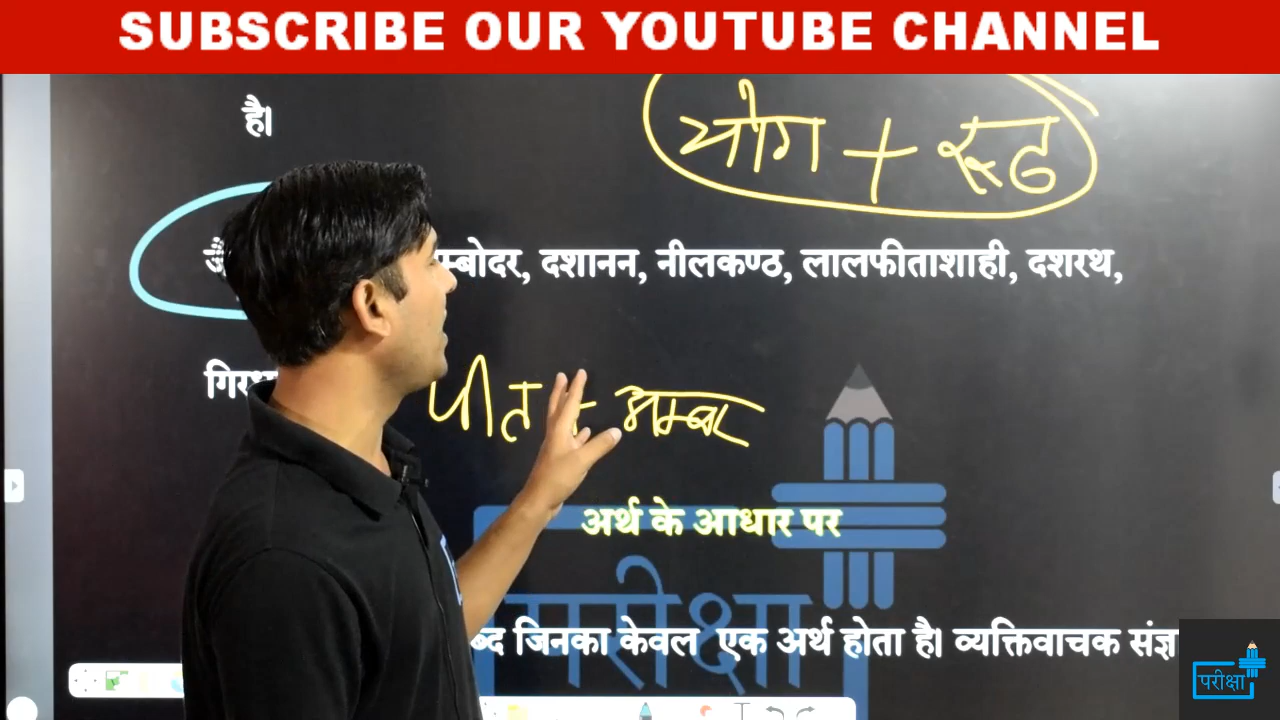 SUBSCRIBE OUR YOUTUBE CHANNEL
है।
योग + रूढ
दशानन, नीलकण्ठ, लालफीताशाही, दशरथ,
पीत + अम्बर
अर्थ के आधार पर
परीक्षा
जिनका केवल एक अर्थ होता है। व्यक्तिवाचक
परीक्षा